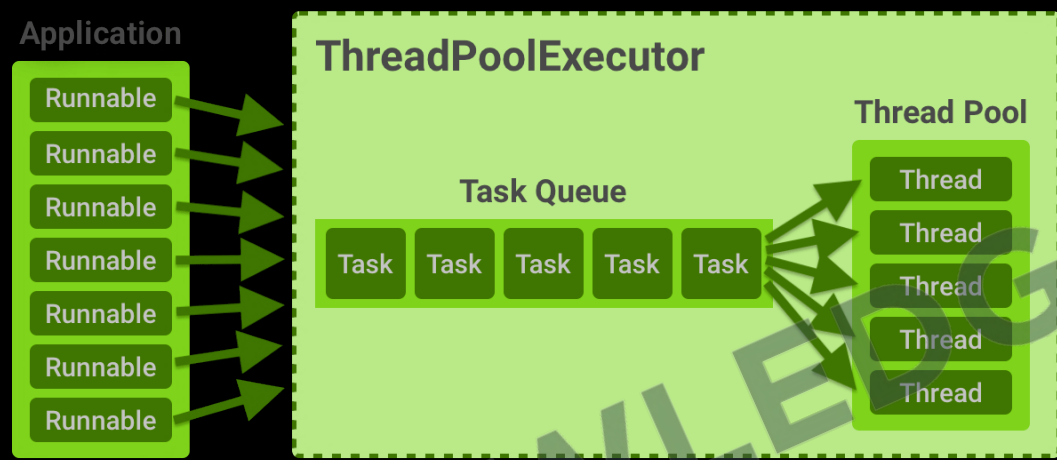 Application
Runnable
Runnable
Runnable
Runnable
Runnable
Runnable
Runnable
ThreadPoolExecutor
Task Queue
Task Task Task Task Task
Thread Pool
Thread
Thread
Thread
Thread
Thread
WLEDG